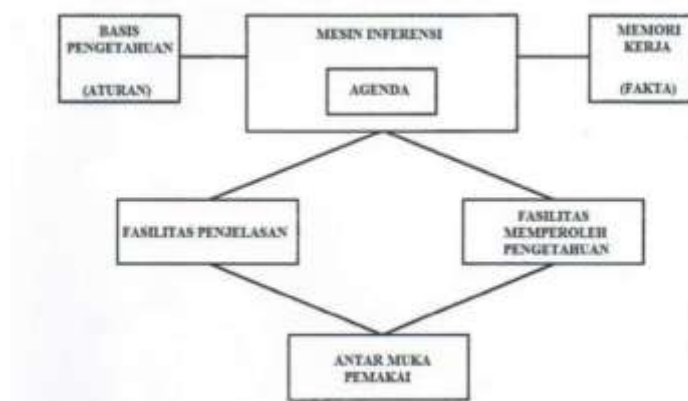 BASIS
PENGETAHUAN
(ATURAN)
MESIN INFERENSI
AGENDA
MEMORI
KERJA
(FAKTA)
FASILITAS PENJELASAN
FASILITAS
MEMPEROLEH
PENGETAHUAN
ANTAR MUKA
PEMAKAI